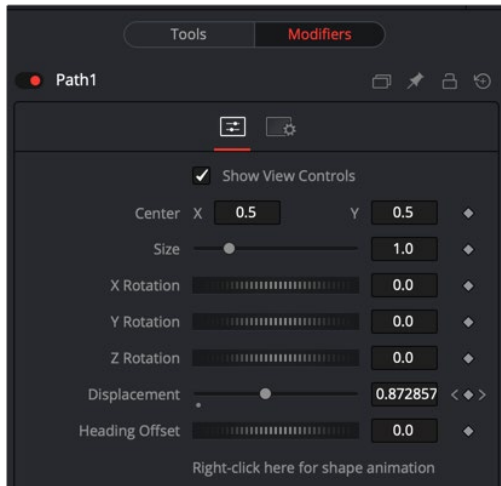 Tools Modifiers
Path1
Show View Controls
Center X 0.5 Y 0.5
Size 1.0
X Rotation 0.0
Y Rotation 0.0
Z Rotation 0.0
Displacement 0.872857
Heading Offset 0.0
Right-click here for shape animation